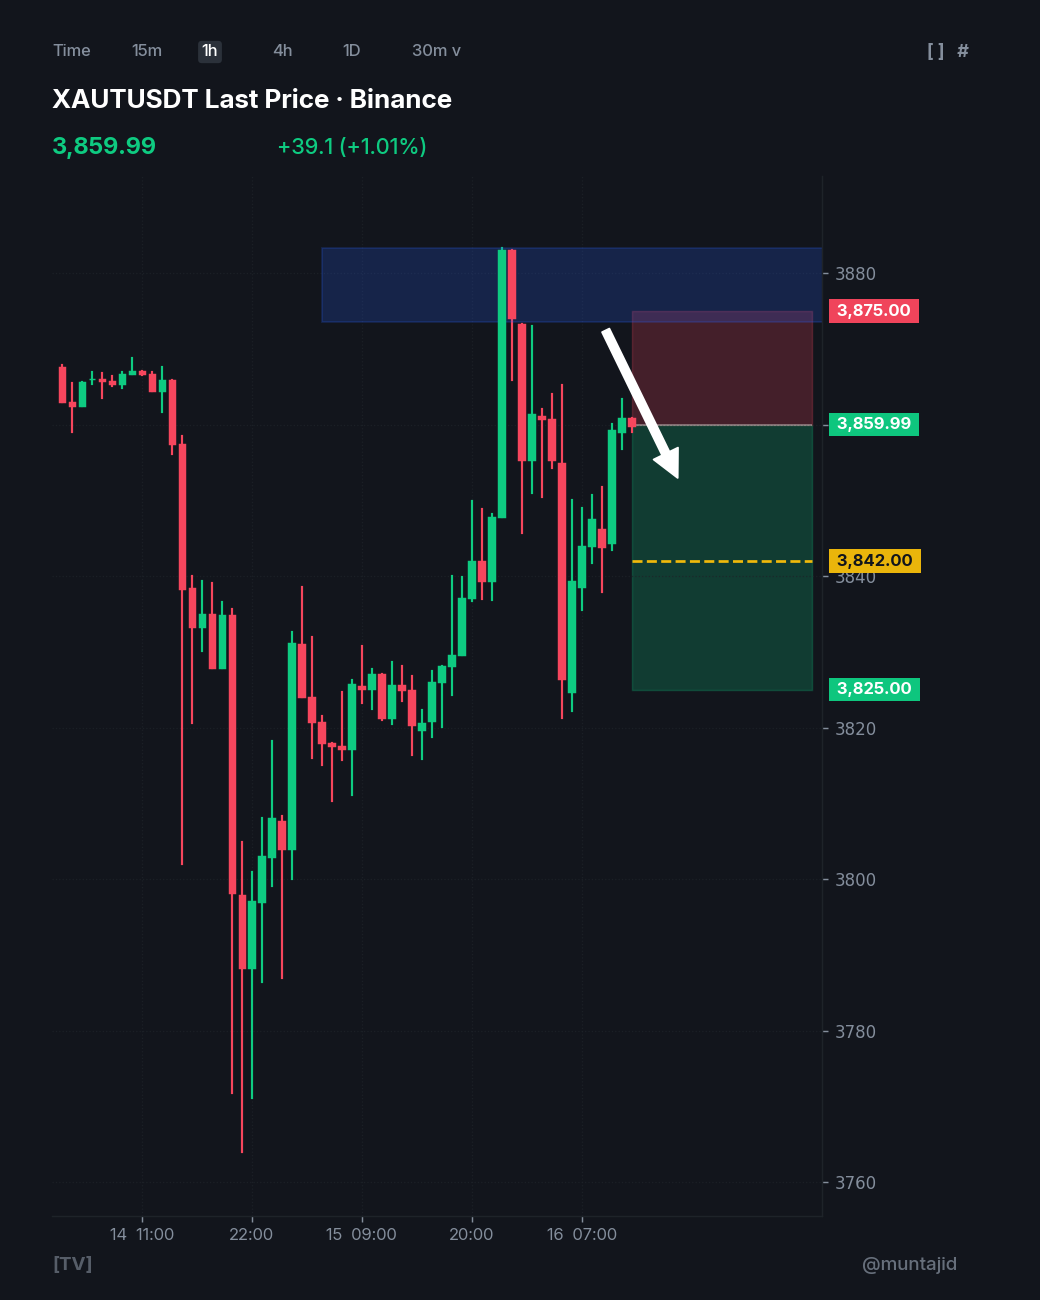 Time 15m 1h 4h 1D 30m v [ ] #
XAUTUSDT Last Price · Binance
3,859.99 +39.1 (+1.01%)
3880
3,875.00
3,859.99
3,842.00
3840
3,825.00
3820
3800
3780
3760
14 11:00 22:00 15 09:00 20:00 16 07:00
[TV] @muntajid